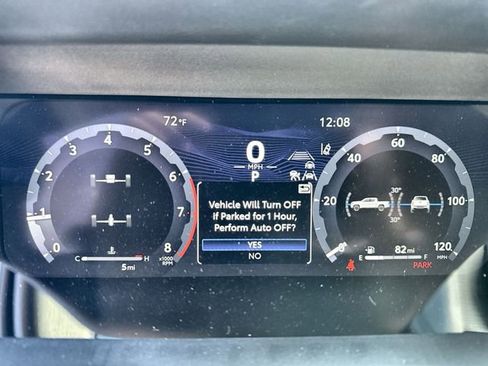 72°F
12:08
0
MPH
P
0 1 2 3 4 5 6 7 8
x1000 RPM
C H
5 mi
Vehicle Will Turn OFF
if Parked for 1 Hour,
Perform Auto OFF?
YES
NO
20 40 60 80 100 120
MPH
30°
30°
E F
82 mi
PARK